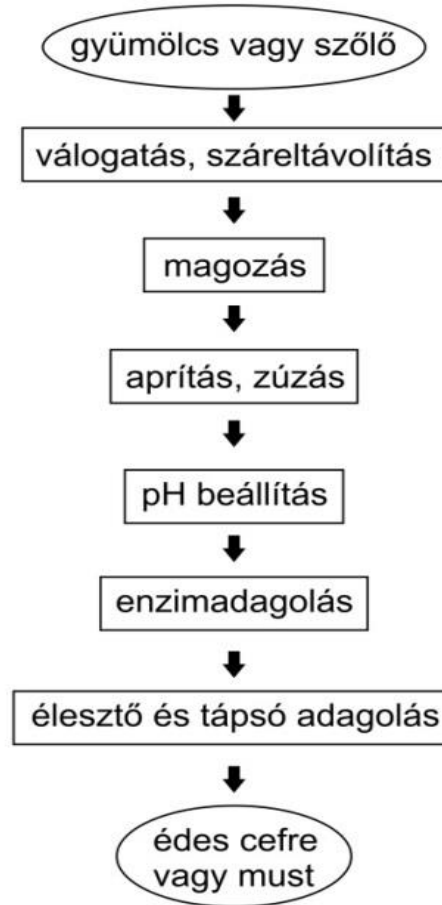 gyümölcs vagy szőlő
válogatás, száreltávolítás
magozás
aprítás, zúzás
pH beállítás
enzimadagolás
élesztő és tápsó adagolás
édes cefre
vagy must